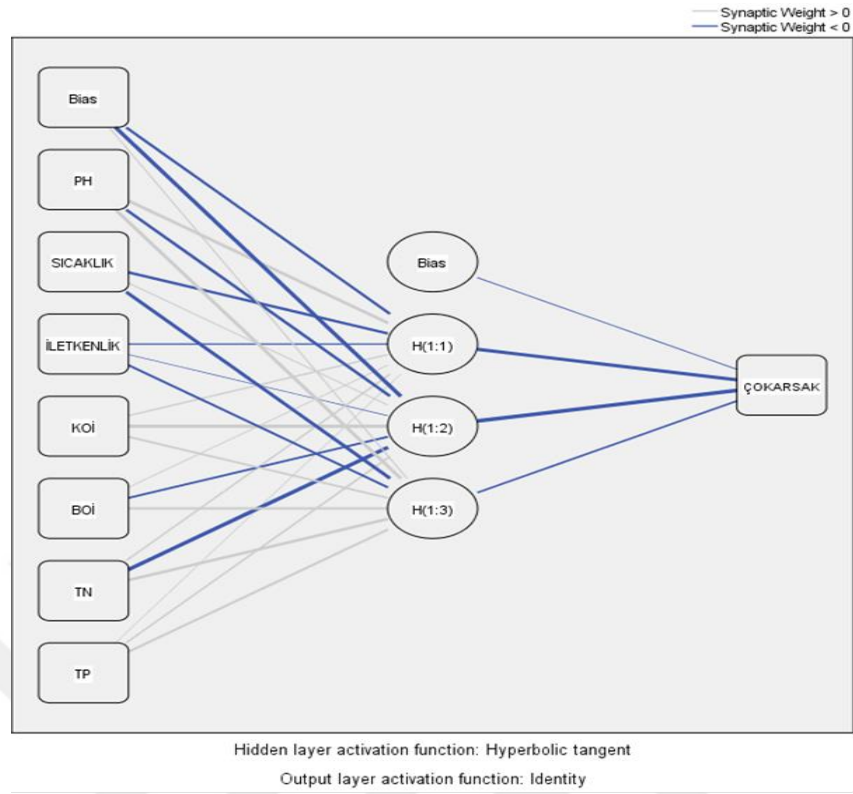 Synaptic Weight > 0
Synaptic Weight < 0
Bias
PH
SICAKLIK
İLETKENLİK
KOİ
BOİ
TN
TP
Bias
H(1:1)
H(1:2)
H(1:3)
ÇOKARSAK
Hidden layer activation function: Hyperbolic tangent
Output layer activation function: Identity